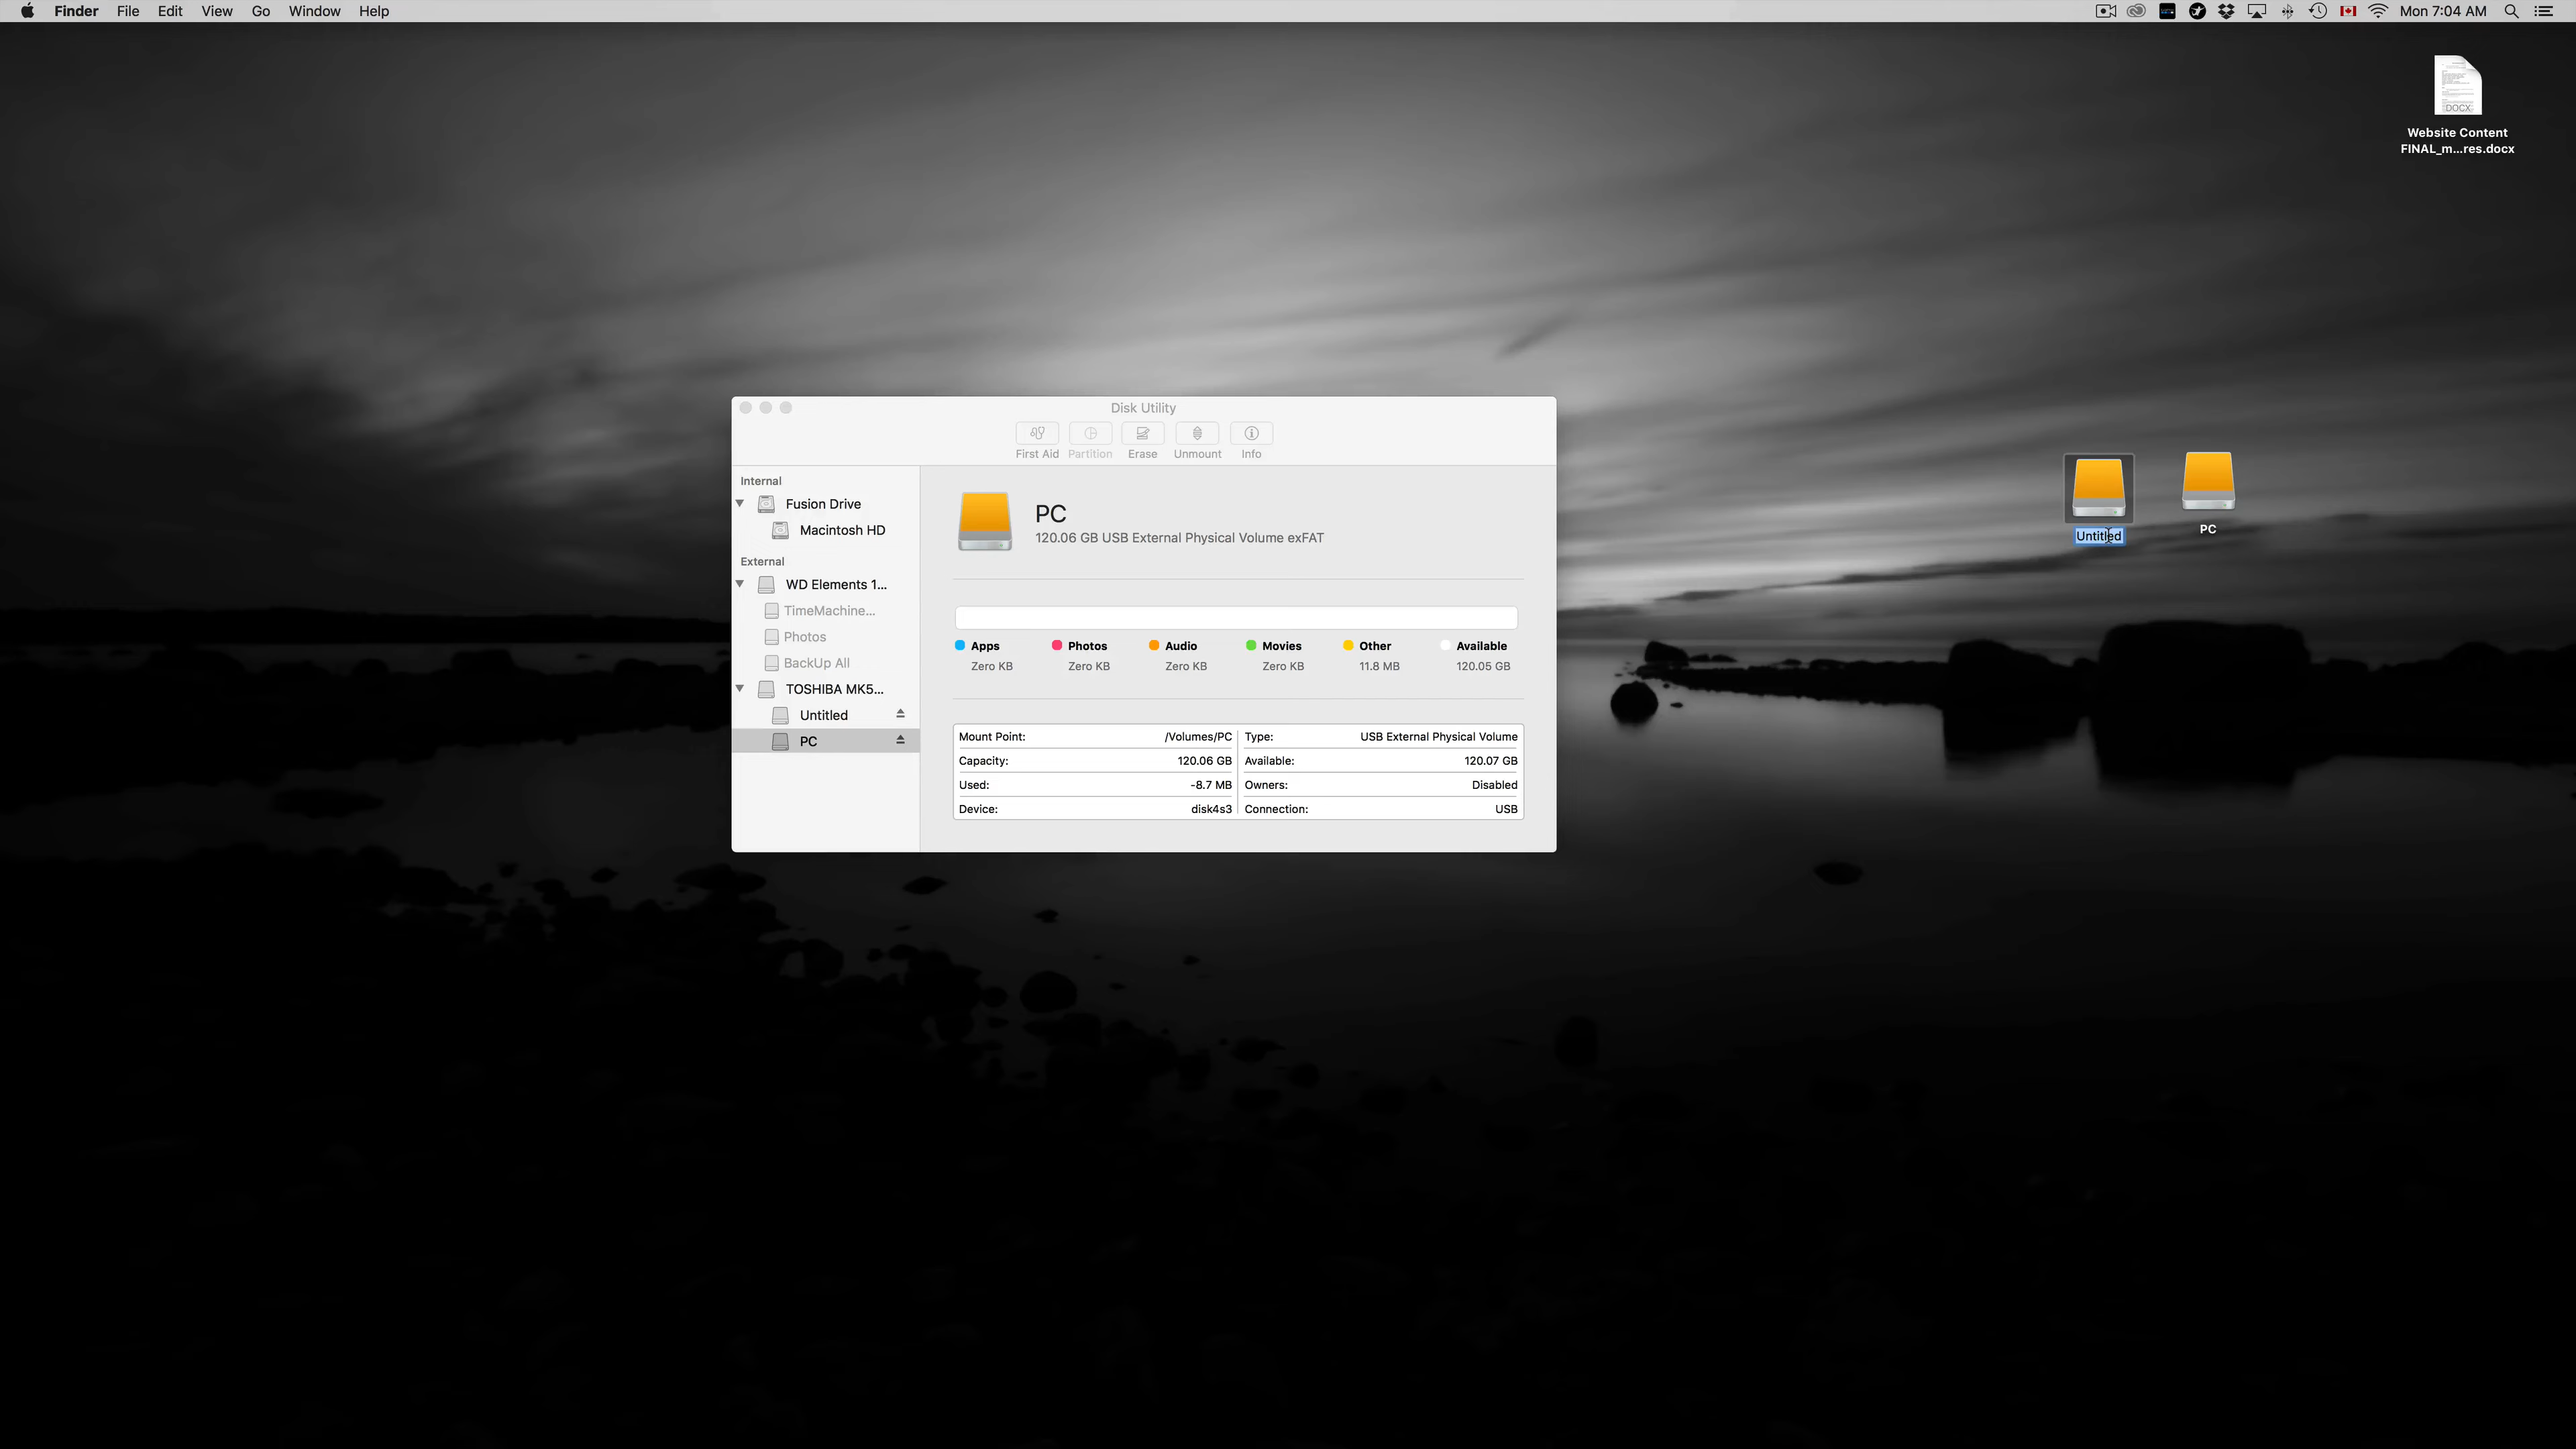 Finder File Edit View Go Window Help
Mon 7:04 AM
DOCX
Website Content
FINAL_m...res.docx
Untitled
PC
Disk Utility
First Aid Partition Erase Unmount Info
Internal
Fusion Drive
Macintosh HD
External
WD Elements 1...
TimeMachine...
Photos
BackUp All
TOSHIBA MK5...
Untitled
PC
PC
120.06 GB USB External Physical Volume exFAT
Apps Photos Audio Movies Other Available
Zero KB Zero KB Zero KB Zero KB 11.8 MB 120.05 GB
Mount Point: /Volumes/PC Type: USB External Physical Volume
Capacity: 120.06 GB Available: 120.07 GB
Used: -8.7 MB Owners: Disabled
Device: disk4s3 Connection: USB